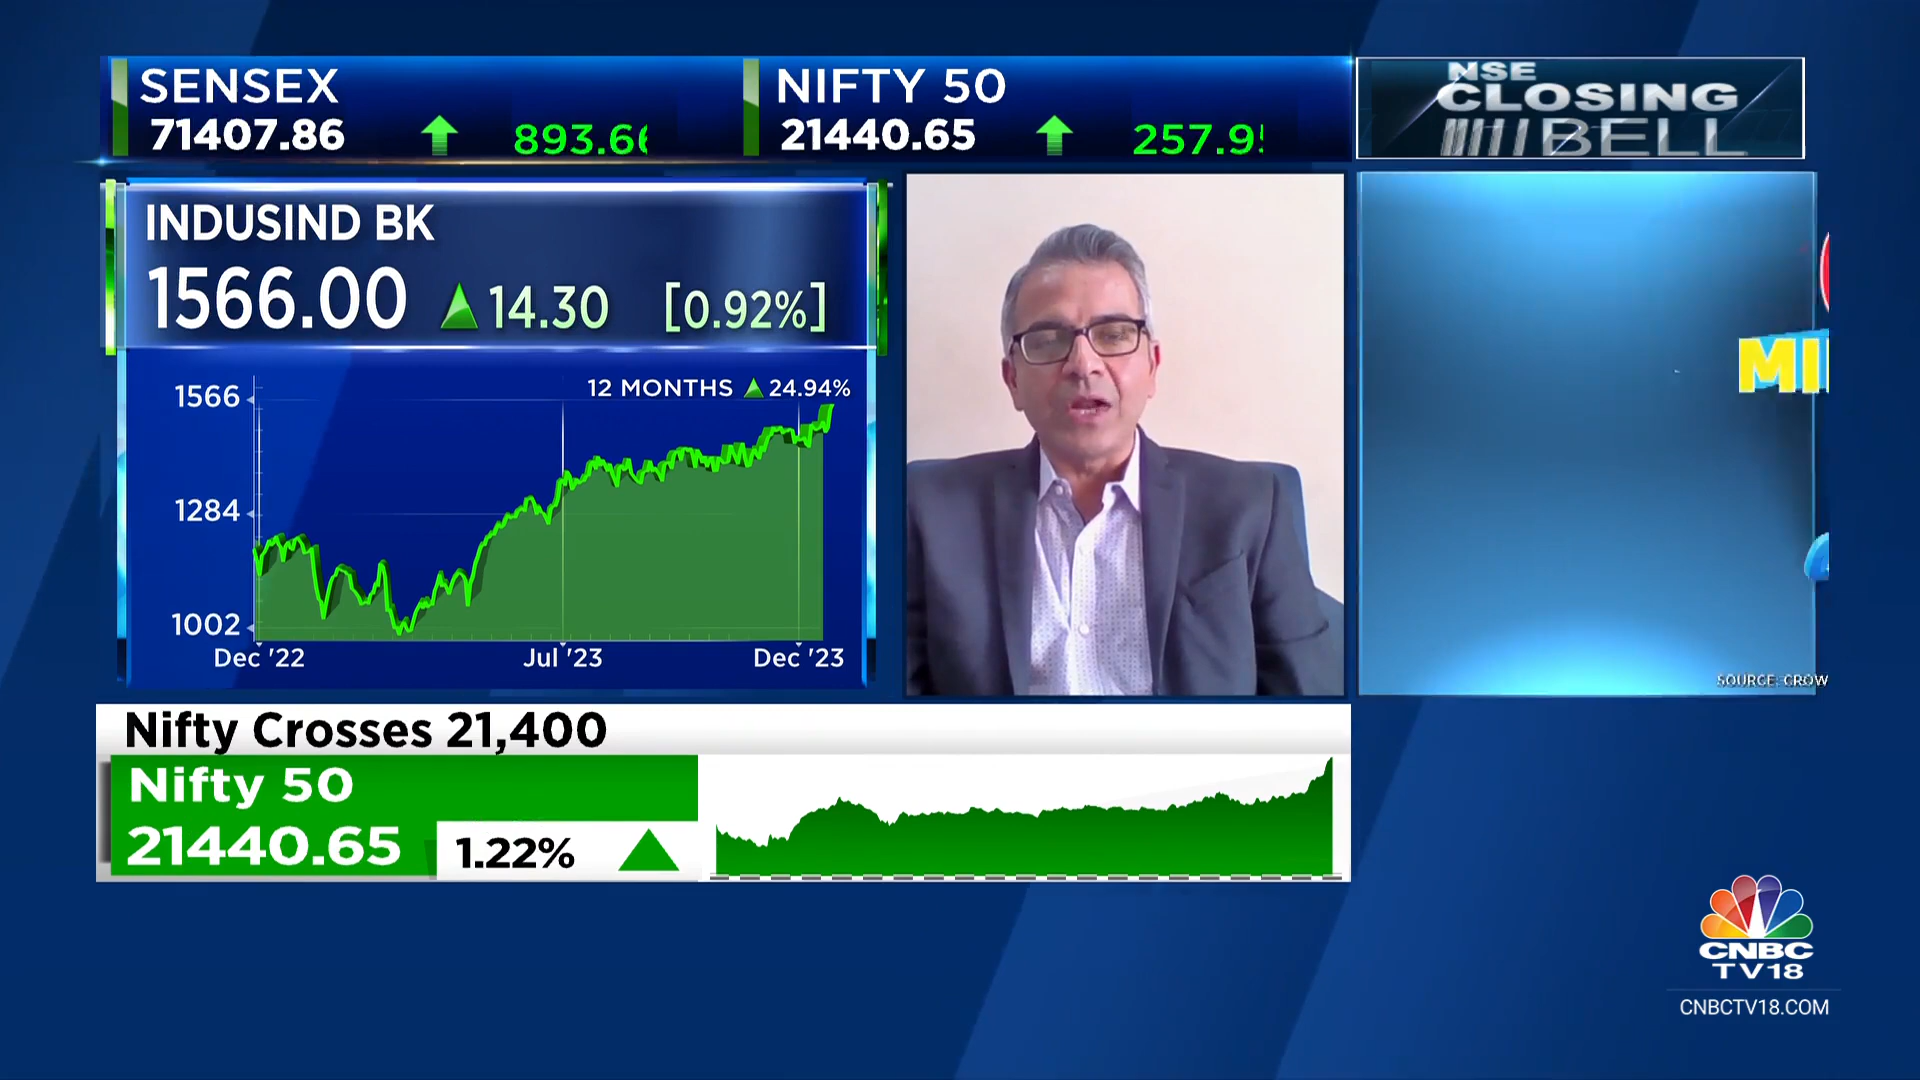 SENSEX
71407.86
NIFTY 50
21440.65
NSE
CLOSING
BELL
INDUSIND BK
1566.00 14.30 [0.92%]
12 MONTHS 24.94%
1566
1284
1002
Dec '22 Jul '23 Dec '23
SOURCE:
Nifty Crosses 21,400
Nifty 50
21440.65
1.22%
CNBC
TV18
CNBCTV18.COM